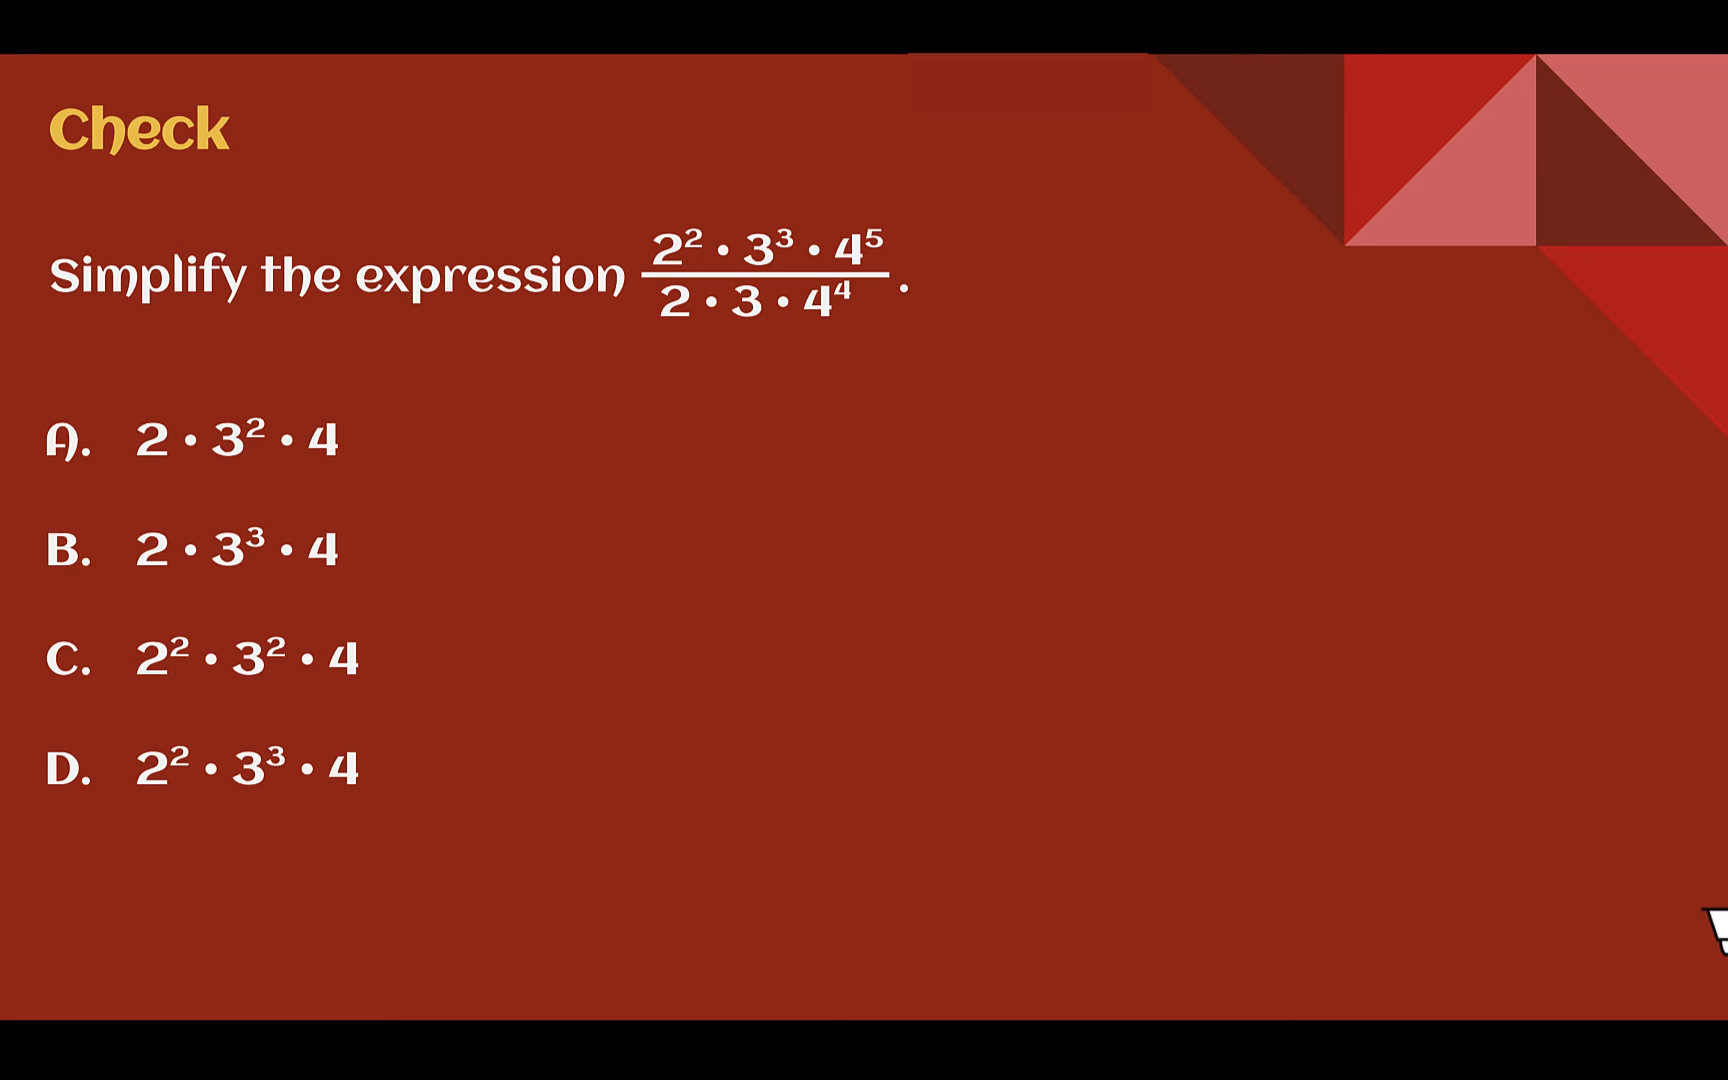 Check
Simplify the expression 2² · 3³ · 4⁵ / 2 · 3 · 4⁴ .
A. 2 · 3² · 4
B. 2 · 3³ · 4
C. 2² · 3² · 4
D. 2² · 3³ · 4